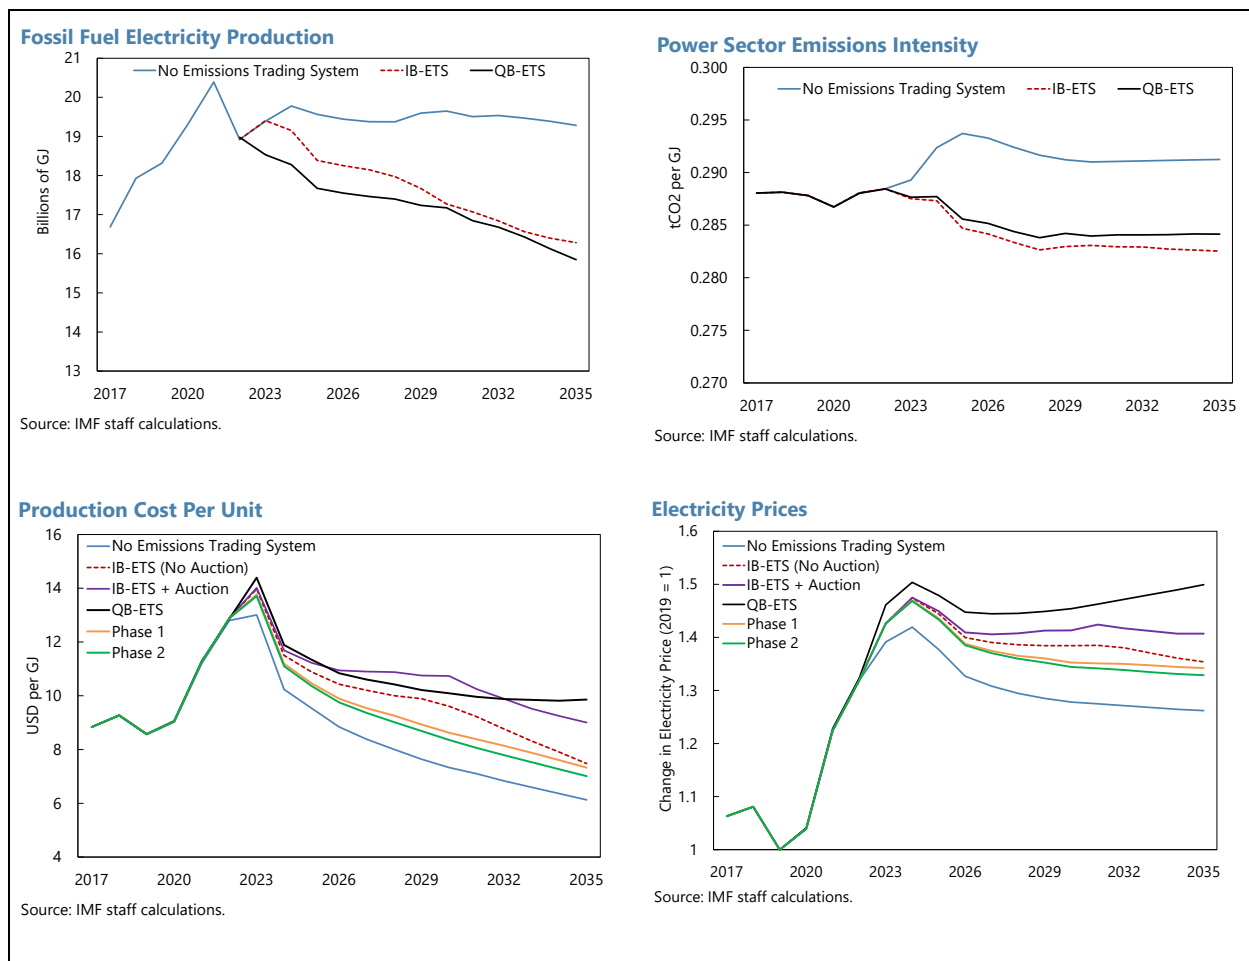 Fossil Fuel Electricity Production
21
20
19
18
17
16
15
14
13
Billions of GJ
No Emissions Trading System
IB-ETS
QB-ETS
2017 2020 2023 2026 2029 2032 2035
Source: IMF staff calculations.
Power Sector Emissions Intensity
0.300
0.295
0.290
0.285
0.280
0.275
0.270
tCO2 per GJ
No Emissions Trading System
IB-ETS
QB-ETS
2017 2020 2023 2026 2029 2032 2035
Source: IMF staff calculations.
Production Cost Per Unit
16
14
12
10
8
6
4
USD per GJ
No Emissions Trading System
IB-ETS (No Auction)
IB-ETS + Auction
QB-ETS
Phase 1
Phase 2
2017 2020 2023 2026 2029 2032 2035
Source: IMF staff calculations.
Electricity Prices
1.6
1.5
1.4
1.3
1.2
1.1
1
Change in Electricity Price (2019 = 1)
No Emissions Trading System
IB-ETS (No Auction)
IB-ETS + Auction
QB-ETS
Phase 1
Phase 2
2017 2020 2023 2026 2029 2032 2035
Source: IMF staff calculations.